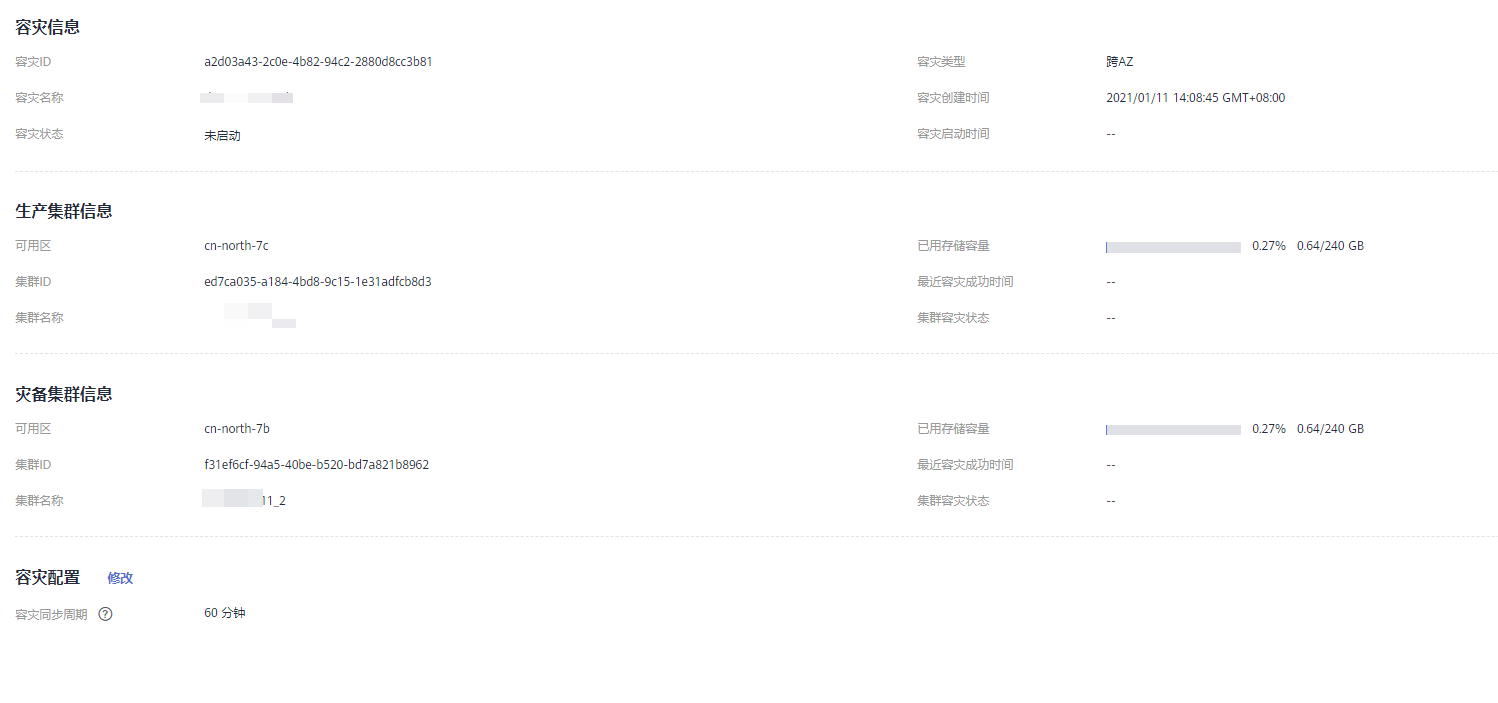 容灾信息
容灾ID a2d03a43-2c0e-4b82-94c2-2880d8cc3b81 容灾类型 跨AZ
容灾名称 容灾创建时间 2021/01/11 14:08:45 GMT+08:00
容灾状态 未启动 容灾启动时间 --
生产集群信息
可用区 cn-north-7c 已用存储容量 0.27% 0.64/240 GB
集群ID ed7ca035-a184-4bd8-9c15-1e31adfcb8d3 最近容灾成功时间 --
集群名称 集群容灾状态 --
灾备集群信息
可用区 cn-north-7b 已用存储容量 0.27% 0.64/240 GB
集群ID f31ef6cf-94a5-40be-b520-bd7a821b8962 最近容灾成功时间 --
集群名称 11_2 集群容灾状态 --
容灾配置 修改
容灾同步周期 ? 60 分钟